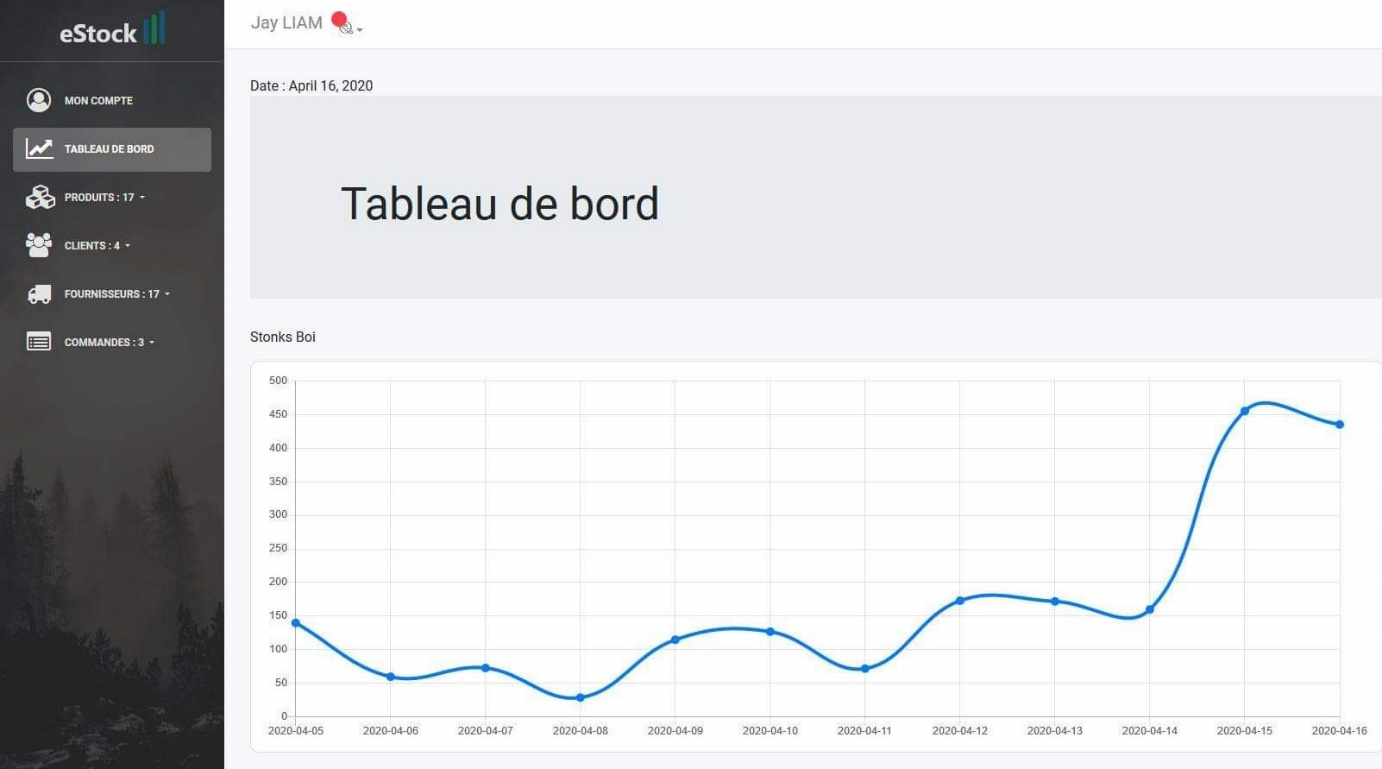 eStock
Jay LIAM
Date : April 16, 2020
MON COMPTE
TABLEAU DE BORD
PRODUITS : 17
CLIENTS : 4
FOURNISSEURS : 17
COMMANDES : 3
Tableau de bord
Stonks Boi
500
450
400
350
300
250
200
150
100
50
0
2020-04-05 2020-04-06 2020-04-07 2020-04-08 2020-04-09 2020-04-10 2020-04-11 2020-04-12 2020-04-13 2020-04-14 2020-04-15 2020-04-16